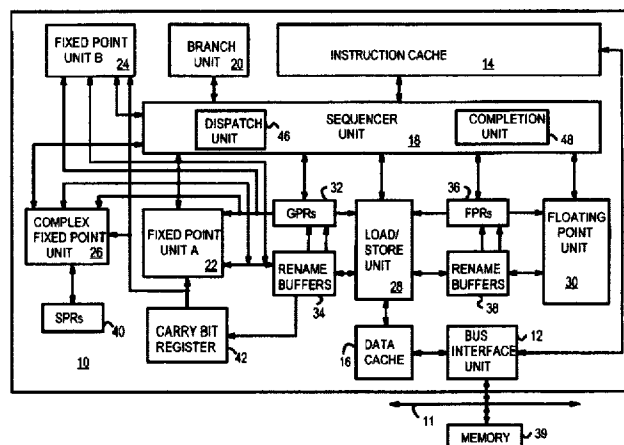 FIXED POINT
UNIT B
24
BRANCH
UNIT
20
INSTRUCTION CACHE
14
DISPATCH
UNIT
46
SEQUENCER
UNIT
18
COMPLETION
UNIT
48
COMPLEX
FIXED POINT
UNIT
26
FIXED POINT
UNIT A
22
32
GPRs
LOAD/
STORE
UNIT
28
36
FPRs
FLOATING
POINT
UNIT
30
RENAME
BUFFERS
34
RENAME
BUFFERS
38
SPRs
40
CARRY BIT
REGISTER
42
16
DATA
CACHE
BUS
INTERFACE
UNIT
12
10
11
MEMORY
39